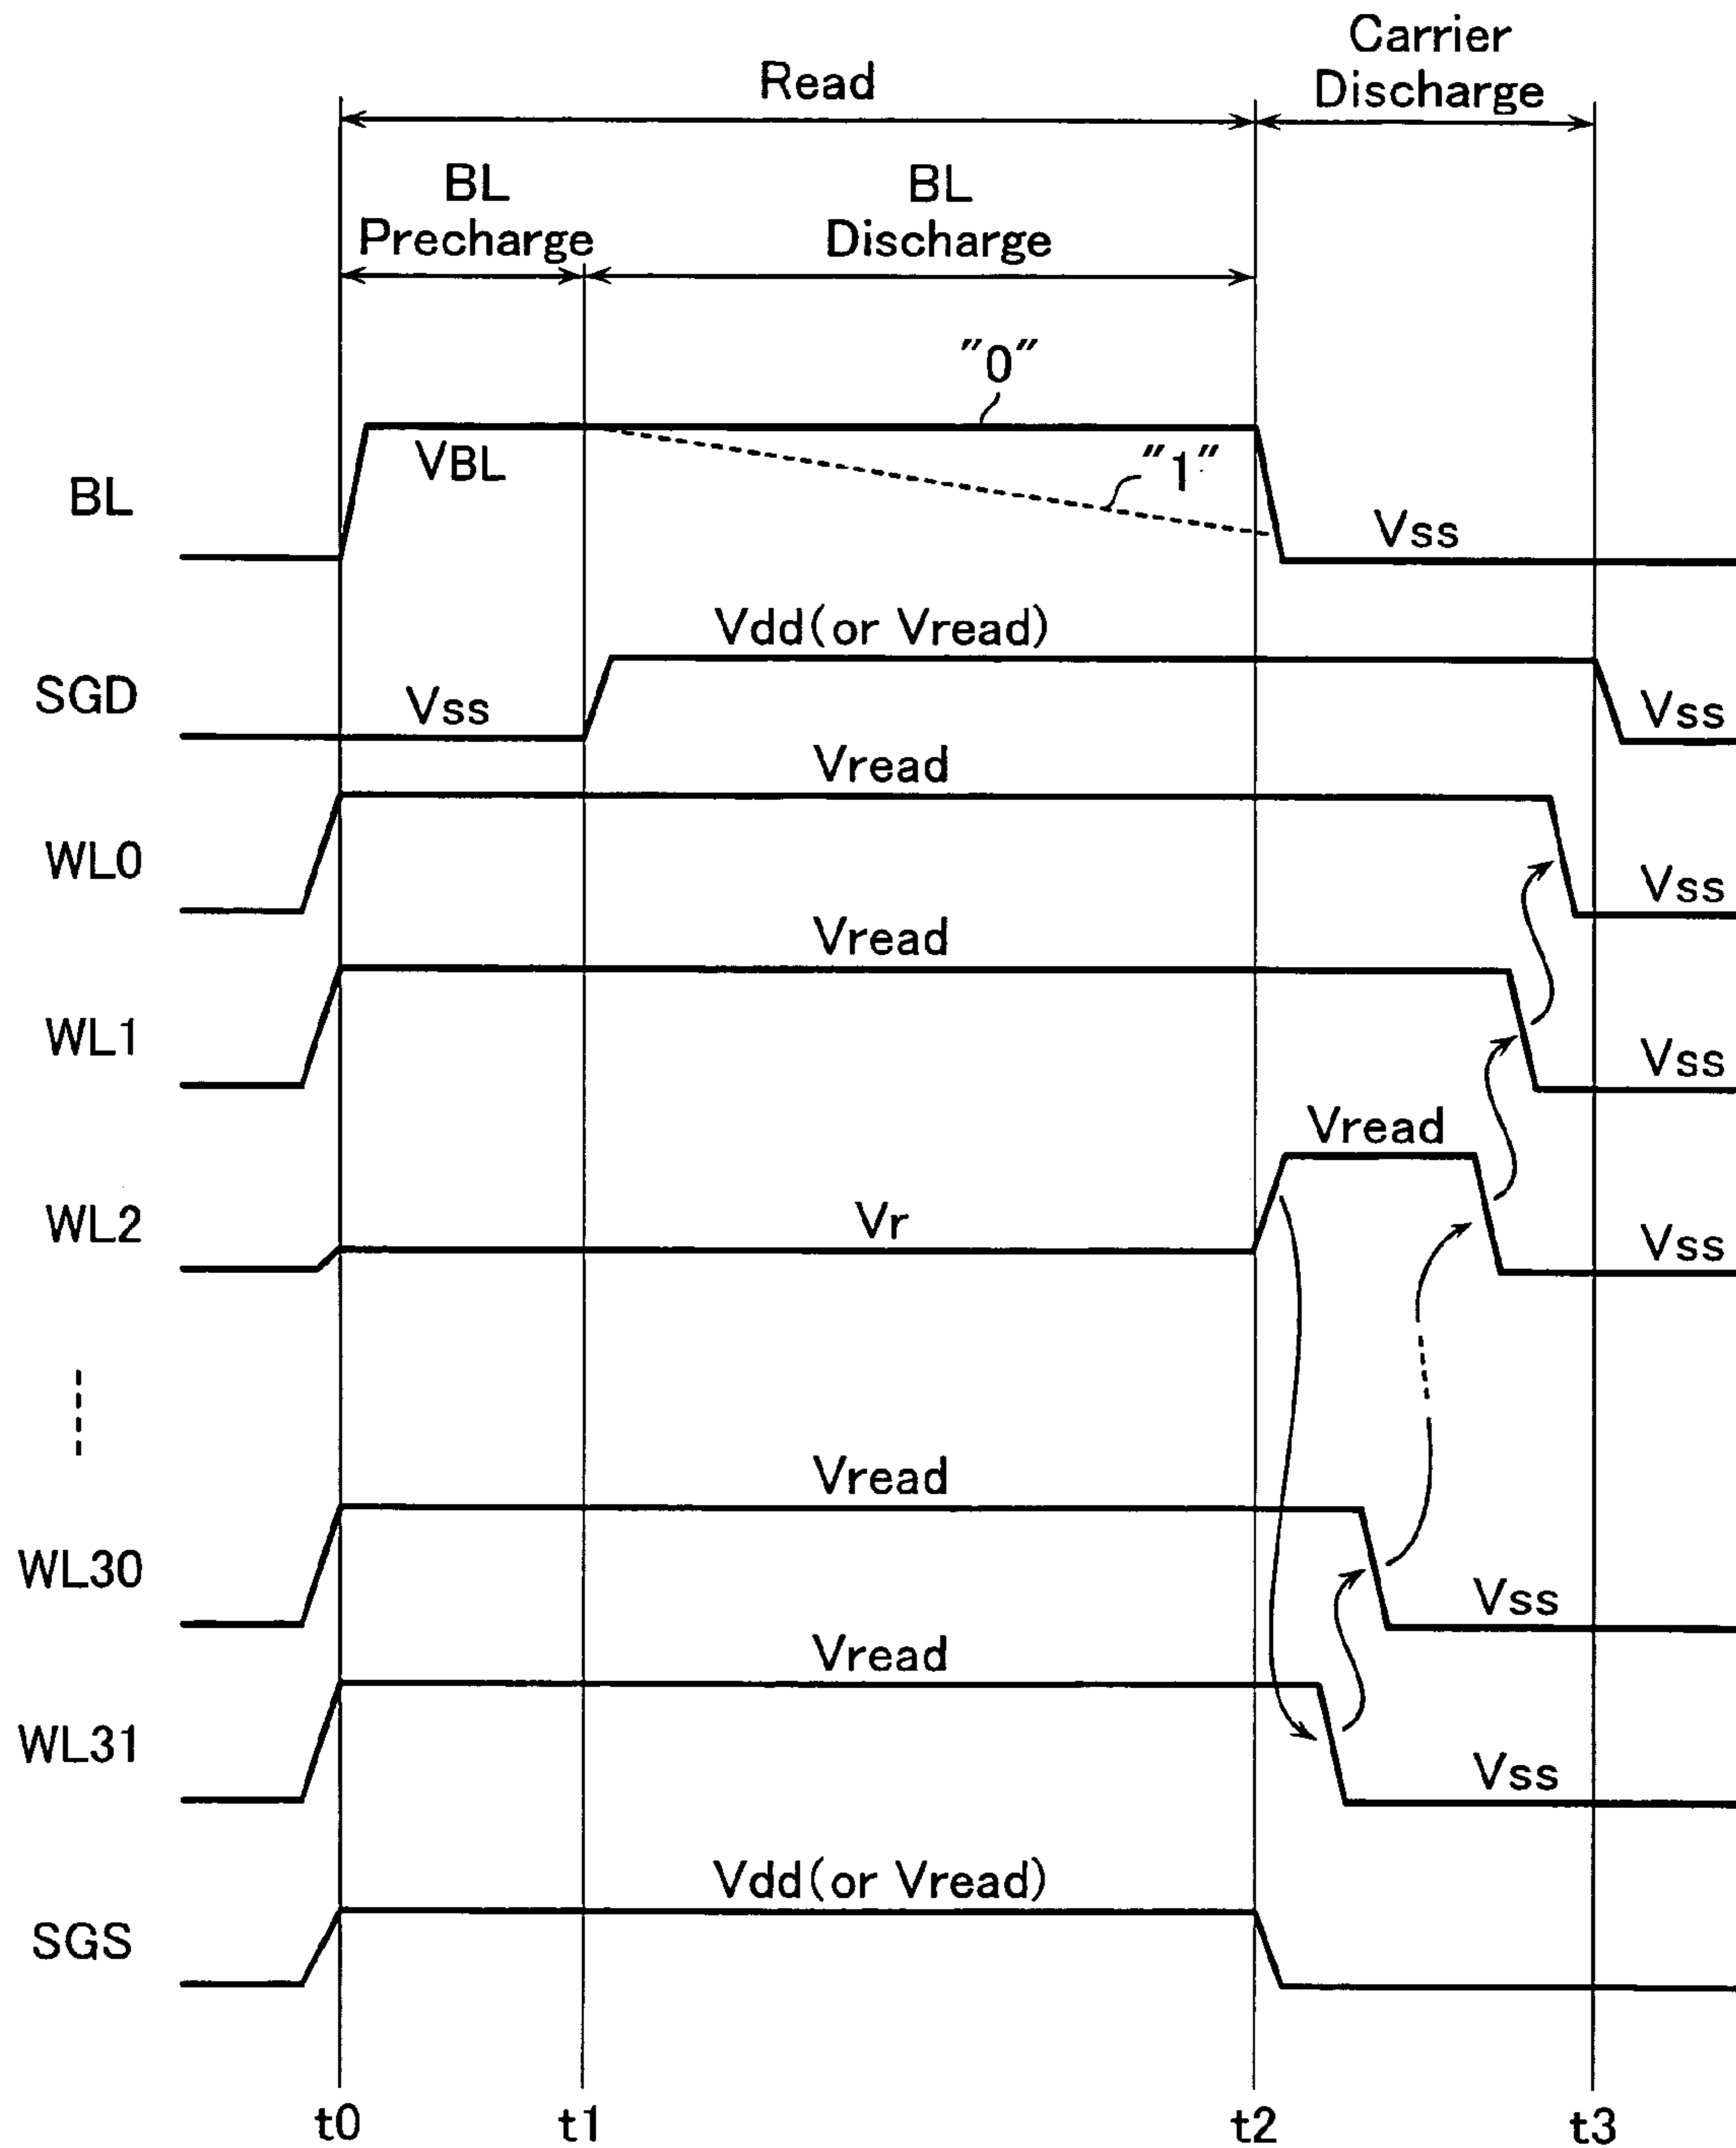 Carrier
Discharge
Read
BL
Precharge
BL
Discharge
"0"
VBL
"1"
BL
Vss
Vdd(or Vread)
SGD
Vss
Vss
Vread
WL0
Vss
Vread
WL1
Vss
Vread
WL2
Vr
Vss
Vread
WL30
Vss
Vread
WL31
Vss
Vdd(or Vread)
SGS
t0
t1
t2
t3